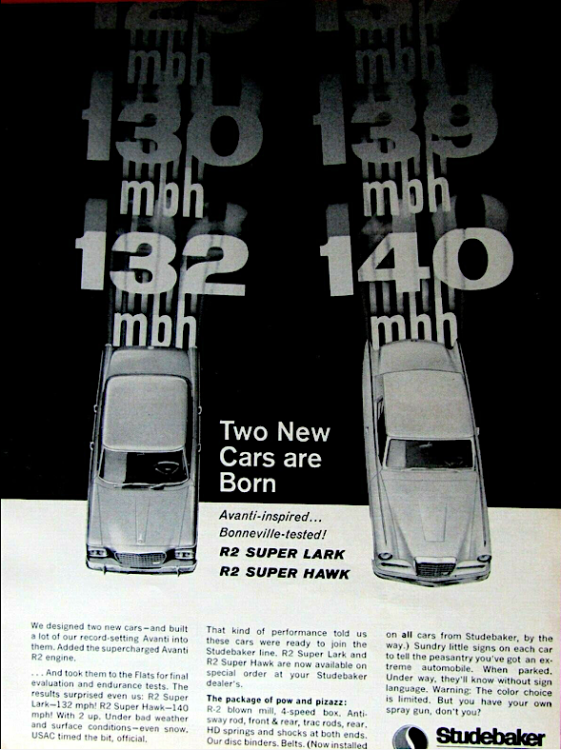 129 137
mph mph
130 139
mph mph
132 140
mph mph
Two New
Cars are
Born
Avanti-inspired...
Bonneville-tested!
R2 SUPER LARK
R2 SUPER HAWK
We designed two new cars—and built
a lot of our record-setting Avanti into
them. Added the supercharged Avanti
R2 engine.
. . . And took them to the Flats for final
evaluation and endurance tests. The
results surprised even us: R2 Super
Lark—132 mph! R2 Super Hawk—140
mph! With 2 up. Under bad weather
and surface conditions—even snow.
USAC timed the bit, official.
That kind of performance told us
these cars were ready to join the
Studebaker line. R2 Super Lark and
R2 Super Hawk are now available on
special order at your Studebaker
dealer's.
The package of pow and pizazz:
R-2 blown mill, 4-speed box. Anti-
sway rod, front & rear, trac rods, rear.
HD springs and shocks at both ends.
Our disc binders. Belts. (Now installed
on all cars from Studebaker, by the
way.) Sundry little signs on each car
to tell the peasantry you've got an ex-
treme automobile. When parked.
Under way, they'll know without sign
language. Warning: The color choice
is limited. But you have your own
spray gun, don't you?
Studebaker